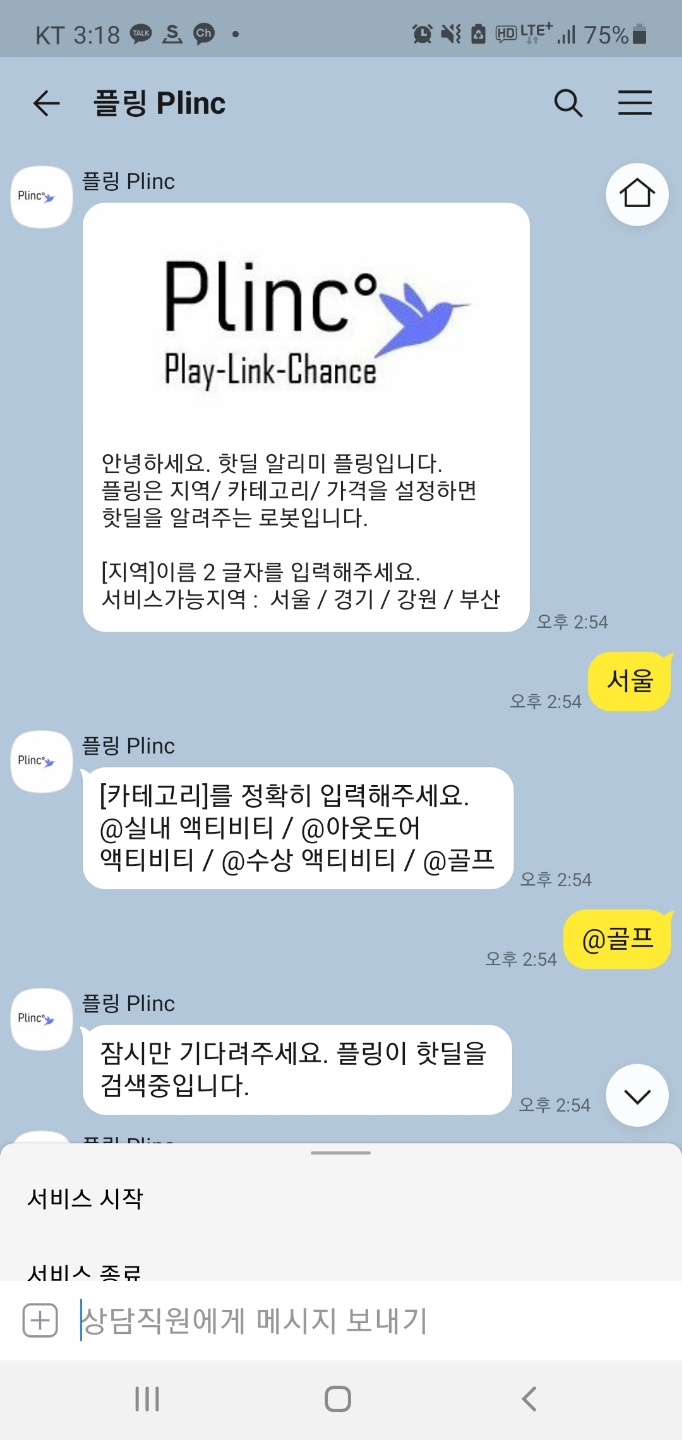 KT 3:18 TALK S Ch HD LTE+ 75%
플링 Plinc
Plinc
플링 Plinc
Plinc°
Play-Link-Chance
안녕하세요. 핫딜 알리미 플링입니다.
플링은 지역/ 카테고리/ 가격을 설정하면
핫딜을 알려주는 로봇입니다.
[지역]이름 2 글자를 입력해주세요.
서비스가능지역 :  서울 / 경기 / 강원 / 부산
오후 2:54
서울
오후 2:54
Plinc
플링 Plinc
[카테고리]를 정확히 입력해주세요.
@실내 액티비티 / @아웃도어
액티비티 / @수상 액티비티 / @골프
오후 2:54
@골프
오후 2:54
Plinc
플링 Plinc
잠시만 기다려주세요. 플링이 핫딜을
검색중입니다.
오후 2:54
플링 Plinc
서비스 시작
서비스 종료
상담직원에게 메시지 보내기